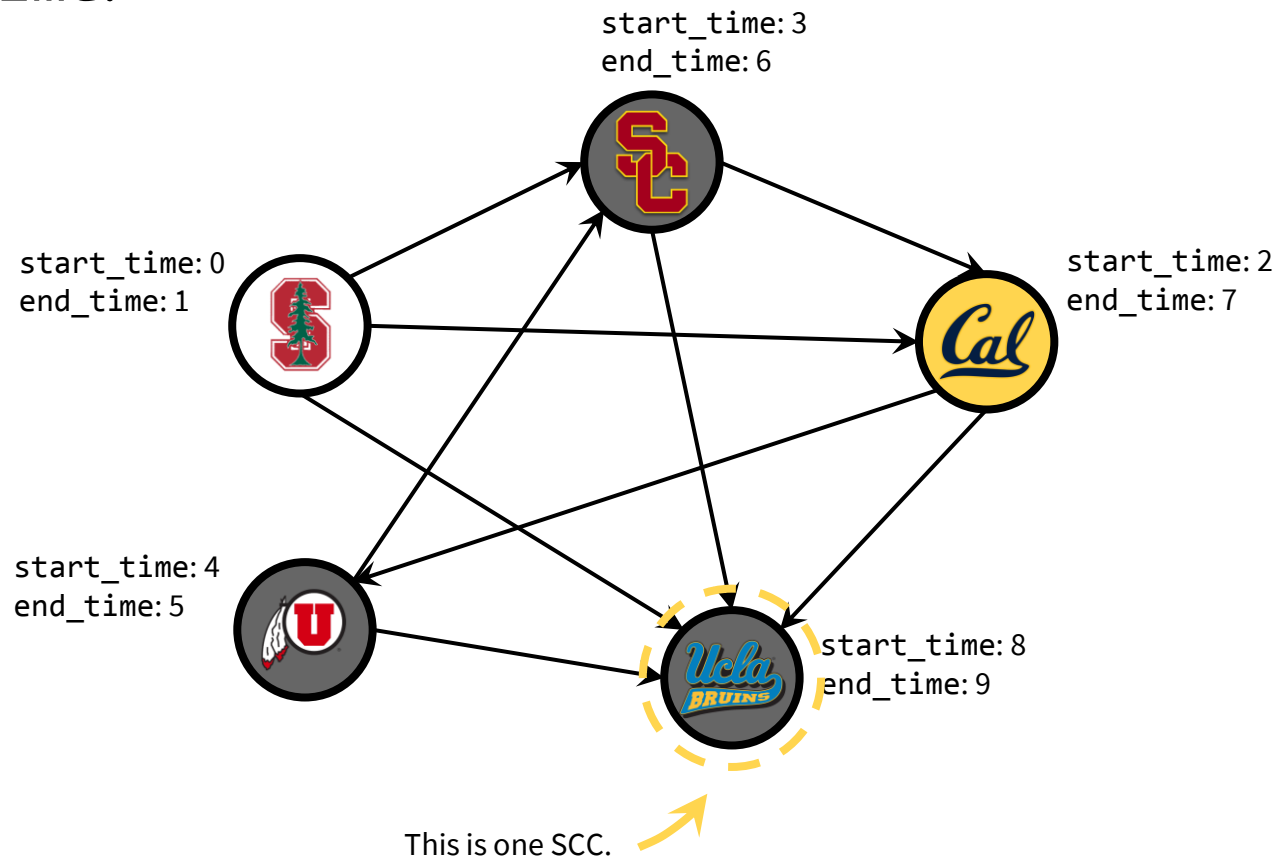 start_time: 3
end_time: 6
SC
start_time: 0
end_time: 1
S
start_time: 2
end_time: 7
Cal
start_time: 4
end_time: 5
U
Ucla
BRUINS
start_time: 8
end_time: 9
This is one SCC.